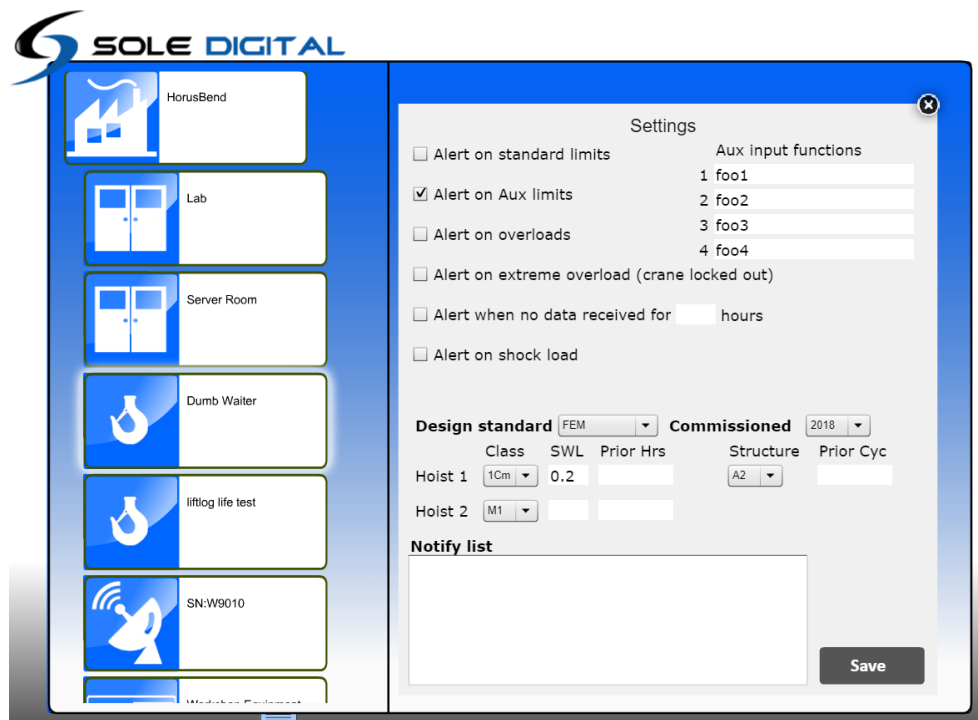 SOLE DIGITAL
HorusBend
Lab
Server Room
Dumb Waiter
liftlog life test
SN:W9010
Workshop Equipment
Settings
Alert on standard limits
Alert on Aux limits
Alert on overloads
Alert on extreme overload (crane locked out)
Alert when no data received for hours
Alert on shock load
Aux input functions
1 foo1
2 foo2
3 foo3
4 foo4
Design standard FEM Commissioned 2018
Class SWL Prior Hrs Structure Prior Cyc
Hoist 1 1Cm 0.2 A2
Hoist 2 M1
Notify list
Save